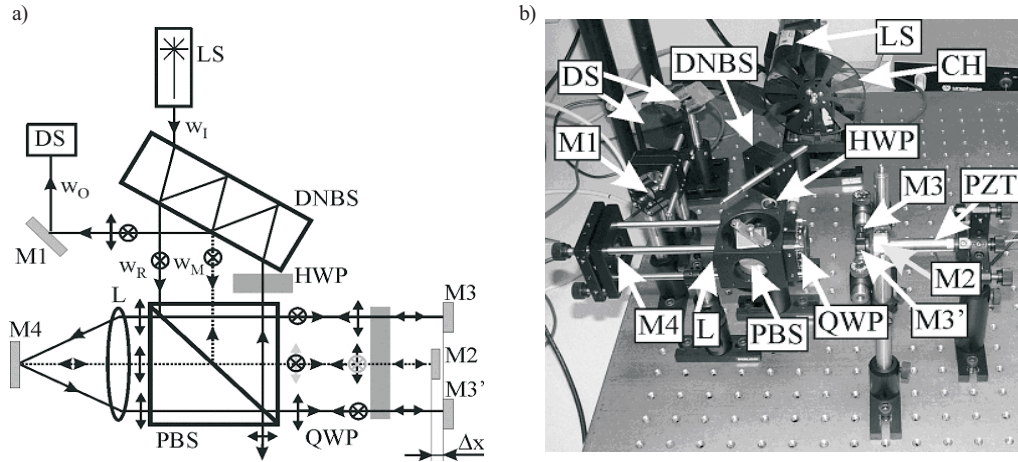 a)
LS
w_I
DS
w_O
DNBS
M1
w_R
w_M
HWP
L
M3
M4
M2
M3'
PBS
QWP
Δx
b)
LS
DS
DNBS
CH
M1
HWP
M3
PZT
M2
M4
L
PBS
QWP
M3'